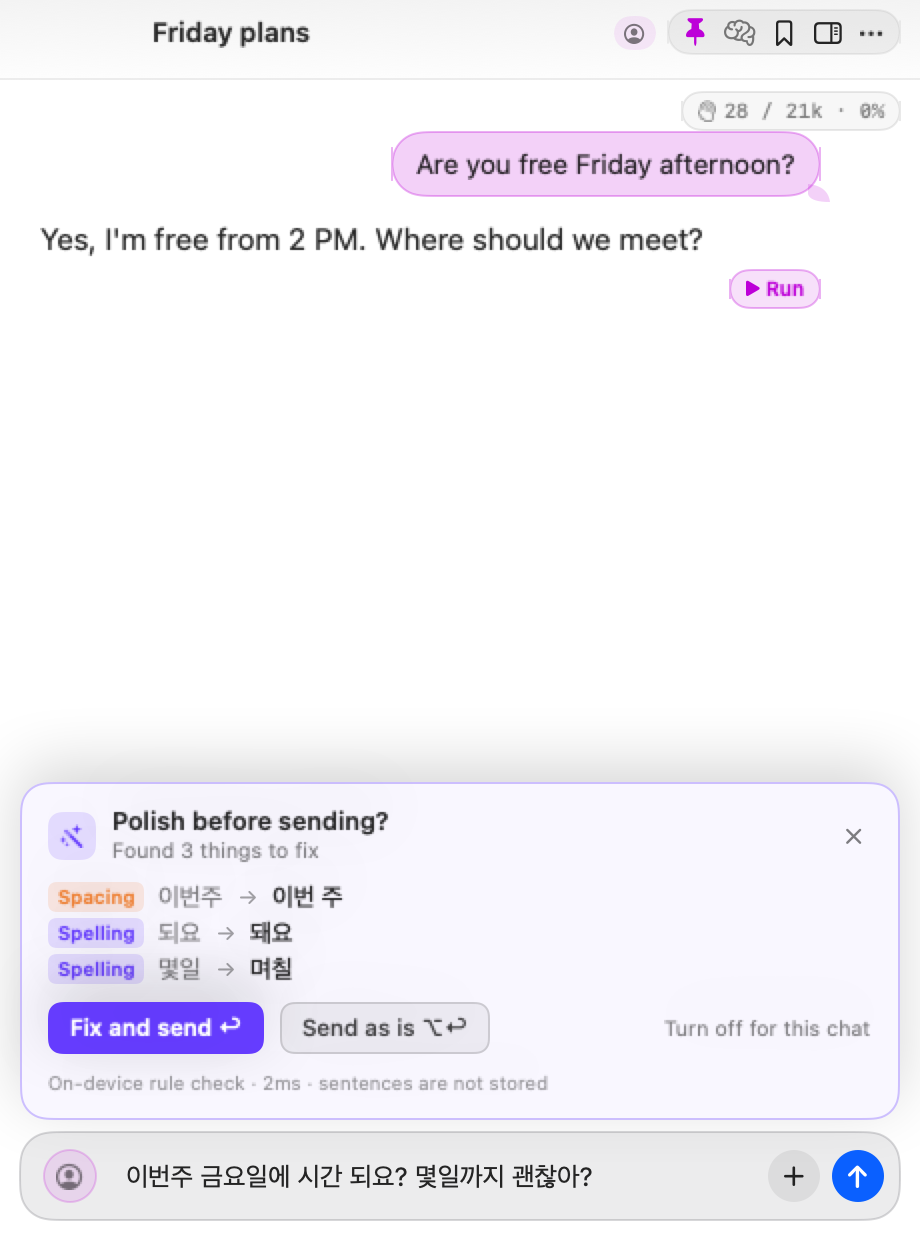 Friday plans
28 / 21k · 0%
Are you free Friday afternoon?
Yes, I'm free from 2 PM. Where should we meet?
Run
Polish before sending?
Found 3 things to fix
Spacing 이번주 → 이번 주
Spelling 되요 → 돼요
Spelling 몇일 → 며칠
Fix and send ↩ Send as is ⌥↩ Turn off for this chat
On-device rule check · 2ms · sentences are not stored
이번주 금요일에 시간 되요? 몇일까지 괜찮아?